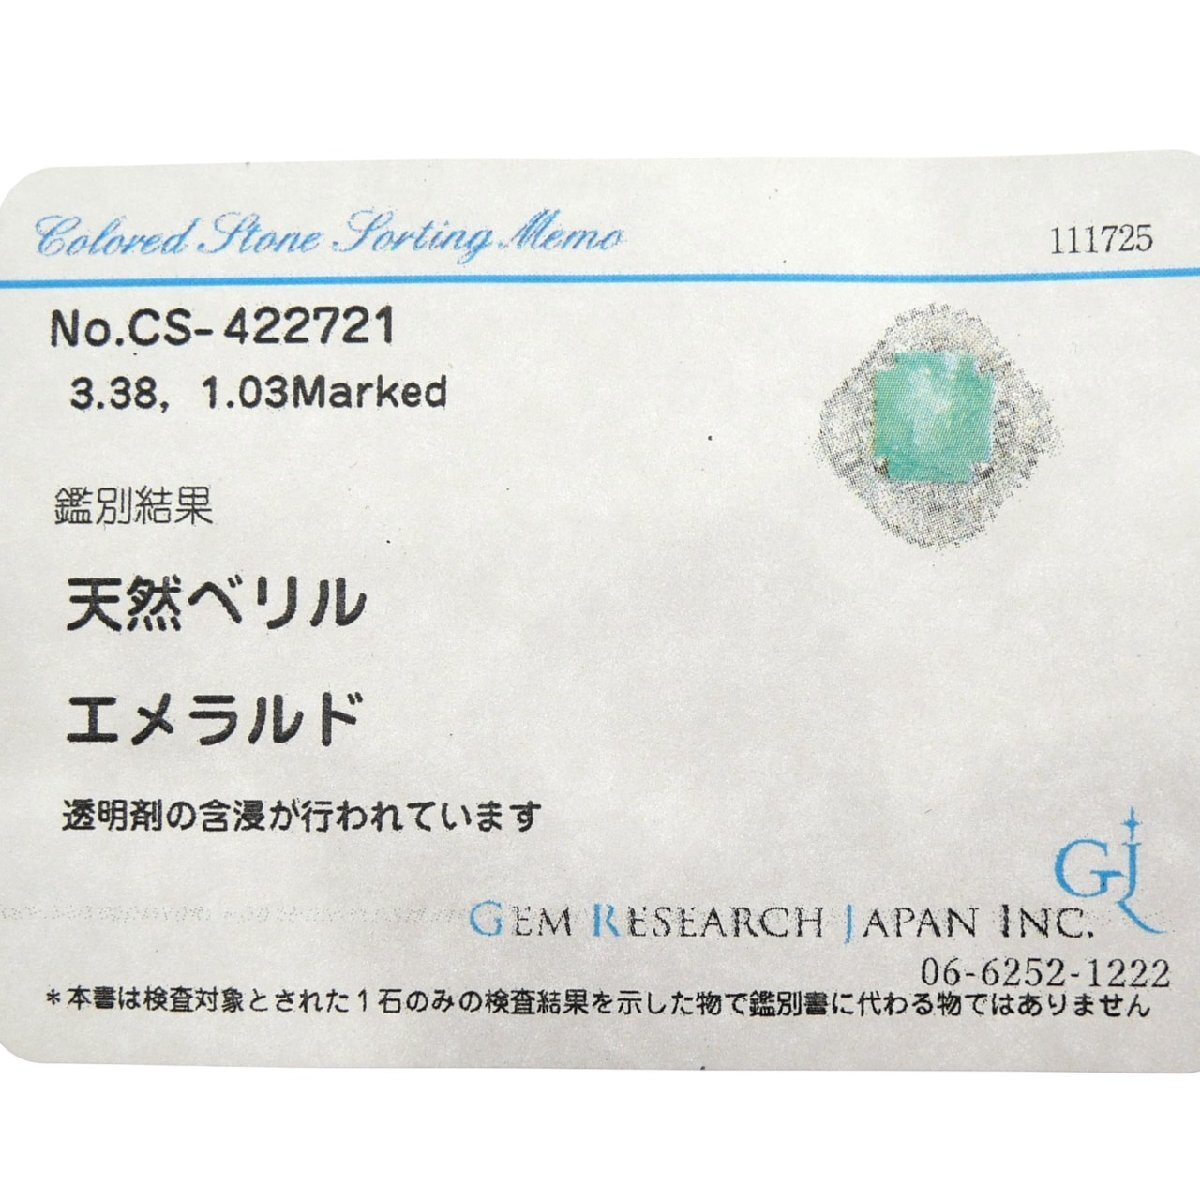 Colored Stone Sorting Memo
111725
No.CS-422721
3.38, 1.03Marked
鑑別結果
天然ベリル
エメラルド
透明剤の含浸が行われています
GJ
GEM RESEARCH JAPAN INC.
06-6252-1222
*本書は検査対象とされた1石のみの検査結果を示した物で鑑別書に代わる物ではありません